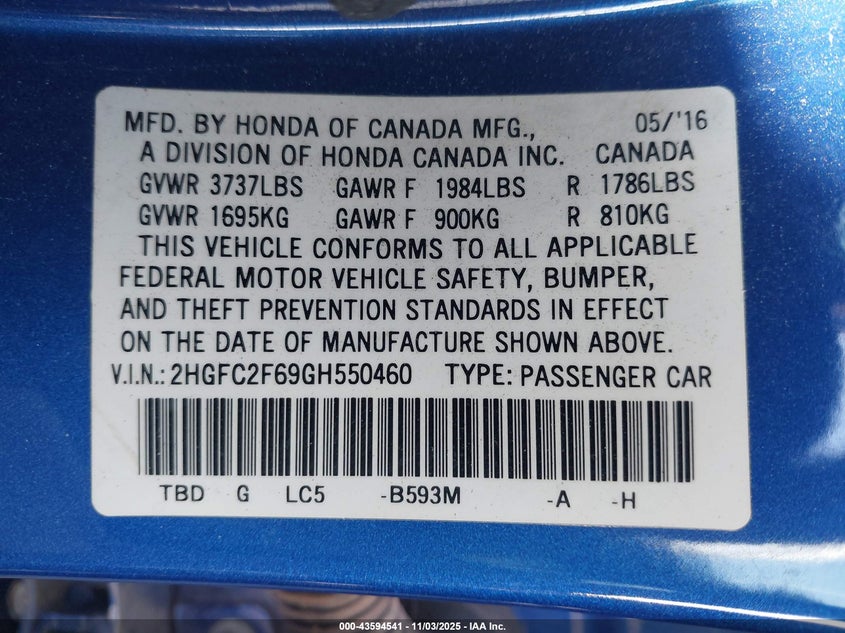 MFD. BY HONDA OF CANADA MFG., 05/'16
A DIVISION OF HONDA CANADA INC. CANADA
GVWR 3737LBS GAWR F 1984LBS R 1786LBS
GVWR 1695KG GAWR F 900KG R 810KG
THIS VEHICLE CONFORMS TO ALL APPLICABLE
FEDERAL MOTOR VEHICLE SAFETY, BUMPER,
AND THEFT PREVENTION STANDARDS IN EFFECT
ON THE DATE OF MANUFACTURE SHOWN ABOVE.
V.I.N.: 2HGFC2F69GH550460 TYPE: PASSENGER CAR
TBD G LC5 -B593M -A -H
000-43594541 - 11/03/2025 - IAA Inc.